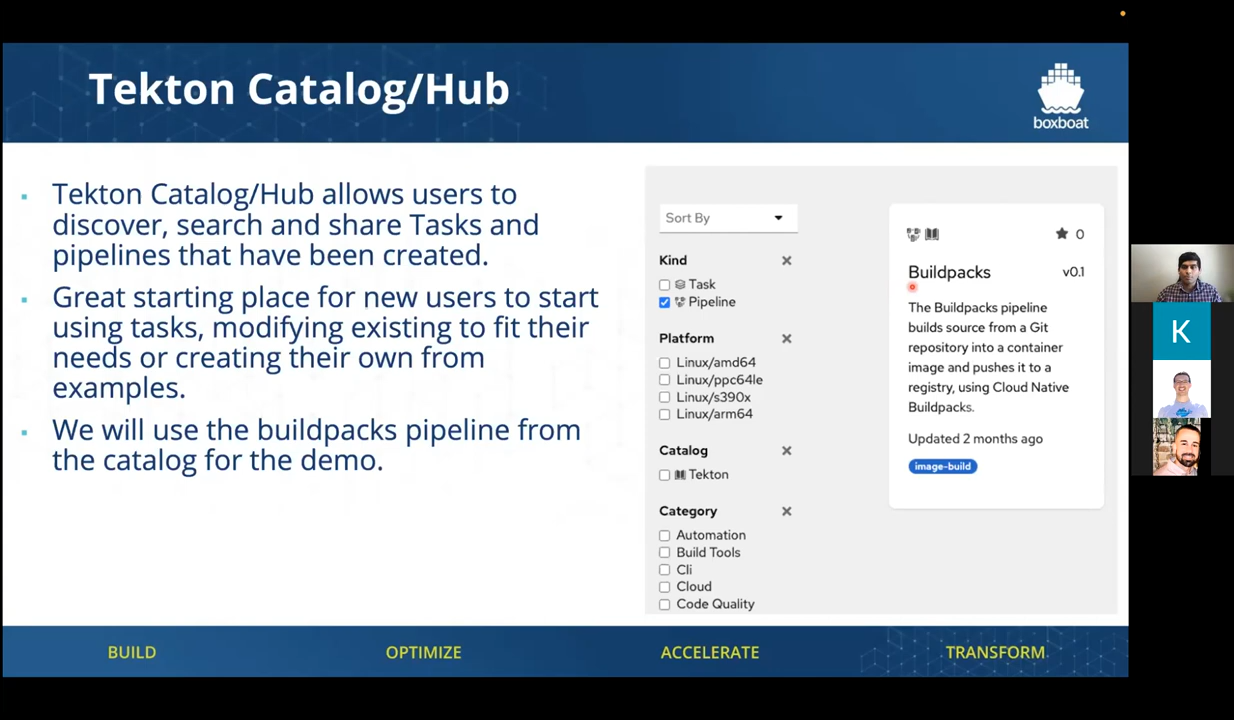 Tekton Catalog/Hub
boxboat
Tekton Catalog/Hub allows users to
discover, search and share Tasks and
pipelines that have been created.
Great starting place for new users to start
using tasks, modifying existing to fit their
needs or creating their own from
examples.
We will use the buildpacks pipeline from
the catalog for the demo.
Sort By
Kind
Task
Pipeline
Platform
Linux/amd64
Linux/ppc64le
Linux/s390x
Linux/arm64
Catalog
Tekton
Category
Automation
Build Tools
Cli
Cloud
Code Quality
0
Buildpacks v0.1
The Buildpacks pipeline
builds source from a Git
repository into a container
image and pushes it to a
registry, using Cloud Native
Buildpacks.
Updated 2 months ago
image-build
K
BUILD OPTIMIZE ACCELERATE TRANSFORM